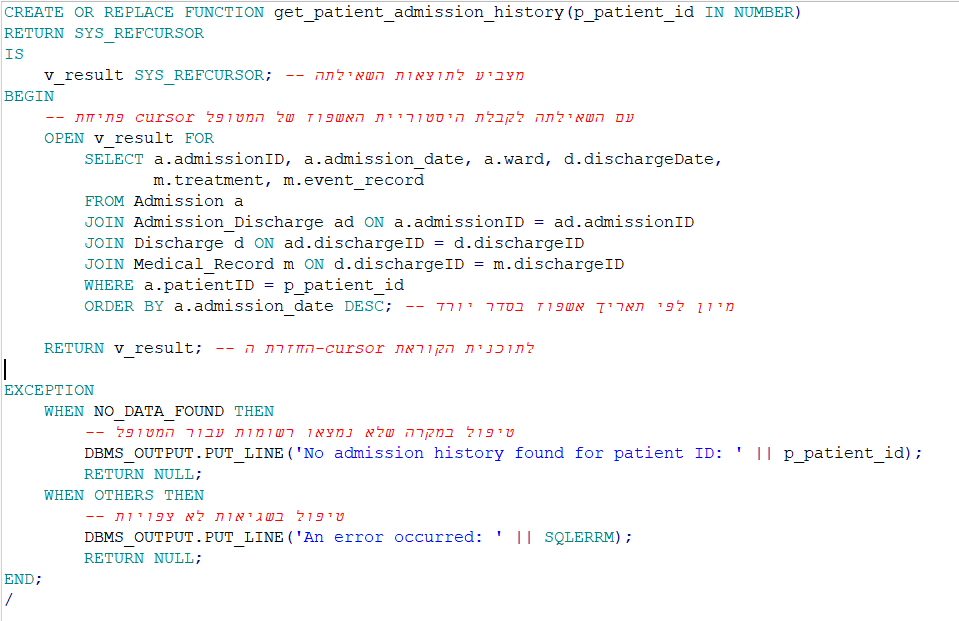 CREATE OR REPLACE FUNCTION get_patient_admission_history(p_patient_id IN NUMBER)
RETURN SYS_REFCURSOR
IS
    v_result SYS_REFCURSOR; -- מצביע לתוצאות השאילתה
BEGIN
    -- פתיחת cursor עם השאילתה לקבלת היסטוריית האשפוז של המטופל
    OPEN v_result FOR
        SELECT a.admissionID, a.admission_date, a.ward, d.dischargeDate,
               m.treatment, m.event_record
        FROM Admission a
        JOIN Admission_Discharge ad ON a.admissionID = ad.admissionID
        JOIN Discharge d ON ad.dischargeID = d.dischargeID
        JOIN Medical_Record m ON d.dischargeID = m.dischargeID
        WHERE a.patientID = p_patient_id
        ORDER BY a.admission_date DESC; -- מיון לפי תאריך אשפוז בסדר יורד

    RETURN v_result; -- החזרת ה-cursor לתוכנית הקוראת

EXCEPTION
    WHEN NO_DATA_FOUND THEN
        -- טיפול במקרה שלא נמצאו רשומות עבור המטופל
        DBMS_OUTPUT.PUT_LINE('No admission history found for patient ID: ' || p_patient_id);
        RETURN NULL;
    WHEN OTHERS THEN
        -- טיפול בשגיאות לא צפויות
        DBMS_OUTPUT.PUT_LINE('An error occurred: ' || SQLERRM);
        RETURN NULL;
END;
/